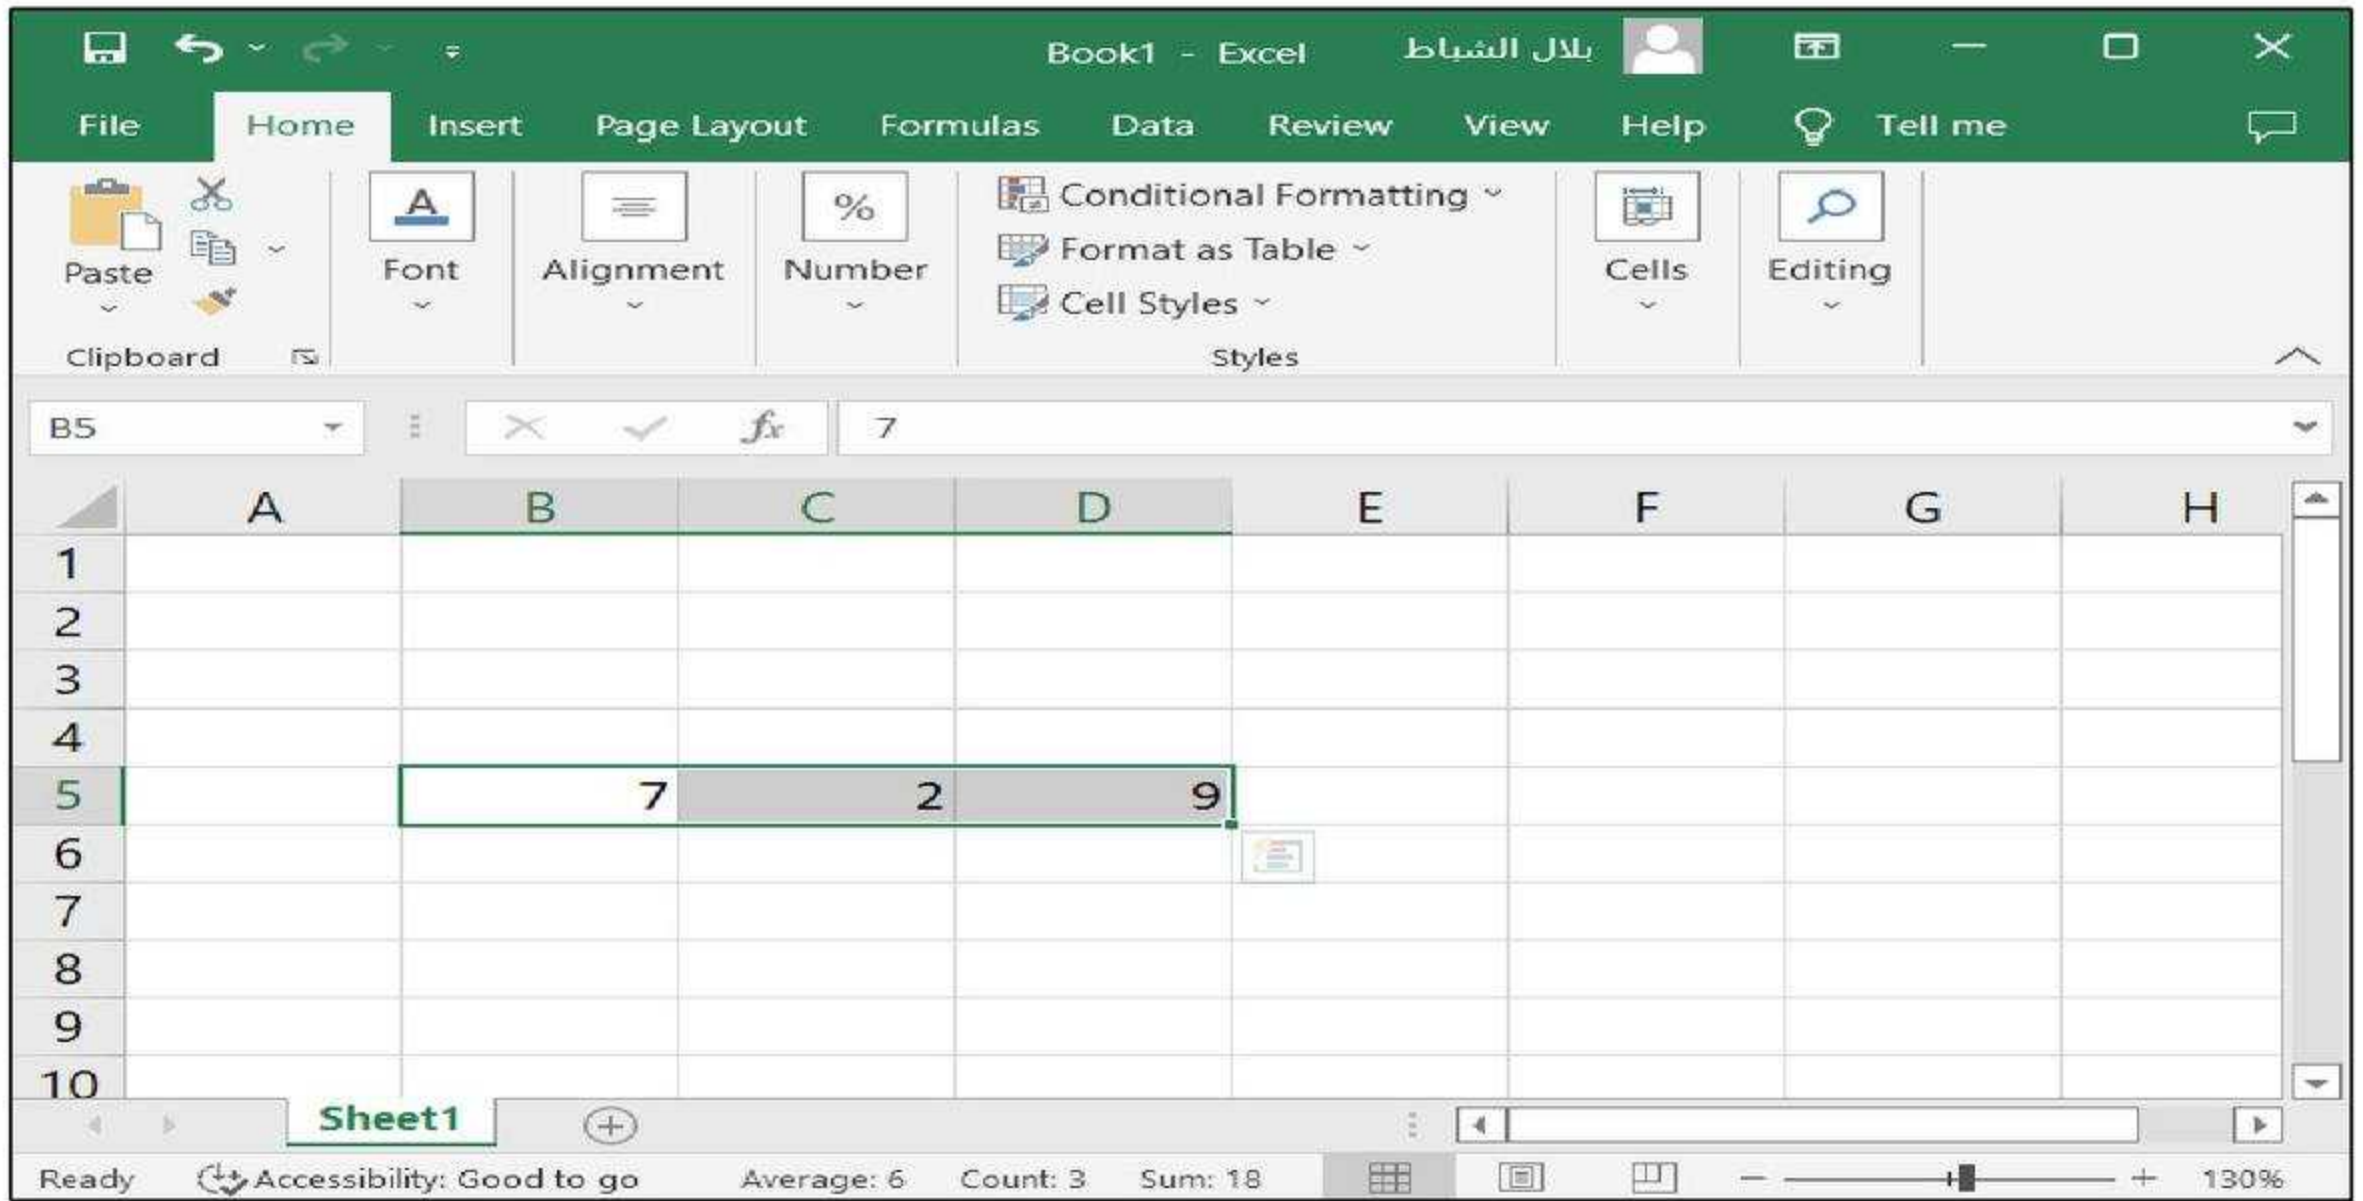 Book1 - Excel بلال الشباط
File Home Insert Page Layout Formulas Data Review View Help Tell me
Paste
Clipboard
A
Font
Alignment
%
Number
Conditional Formatting
Format as Table
Cell Styles
Styles
Cells
Editing
B5 fx 7
A B C D E F G H
1
2
3
4
5 7 2 9
6
7
8
9
10
Sheet1
Ready Accessibility: Good to go Average: 6 Count: 3 Sum: 18 130%